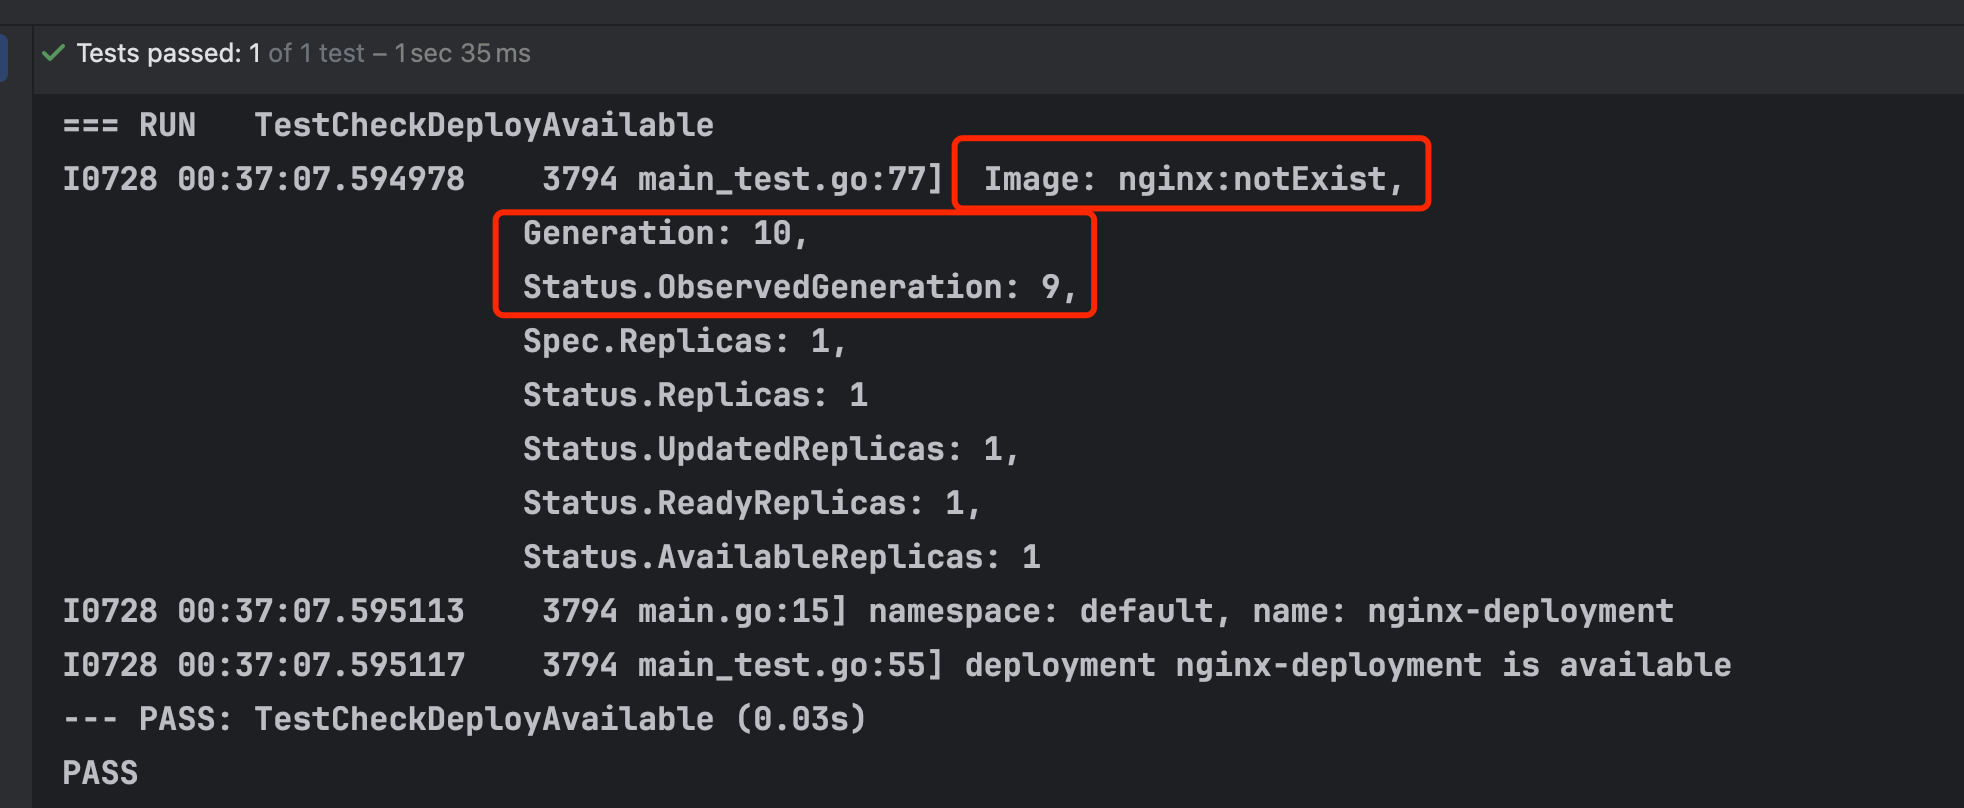 Tests passed: 1 of 1 test – 1 sec 35 ms
=== RUN   TestCheckDeployAvailable
I0728 00:37:07.594978    3794 main_test.go:77]  Image: nginx:notExist,
Generation: 10,
Status.ObservedGeneration: 9,
Spec.Replicas: 1,
Status.Replicas: 1
Status.UpdatedReplicas: 1,
Status.ReadyReplicas: 1,
Status.AvailableReplicas: 1
I0728 00:37:07.595113    3794 main.go:15] namespace: default, name: nginx-deployment
I0728 00:37:07.595117    3794 main_test.go:55] deployment nginx-deployment is available
--- PASS: TestCheckDeployAvailable (0.03s)
PASS